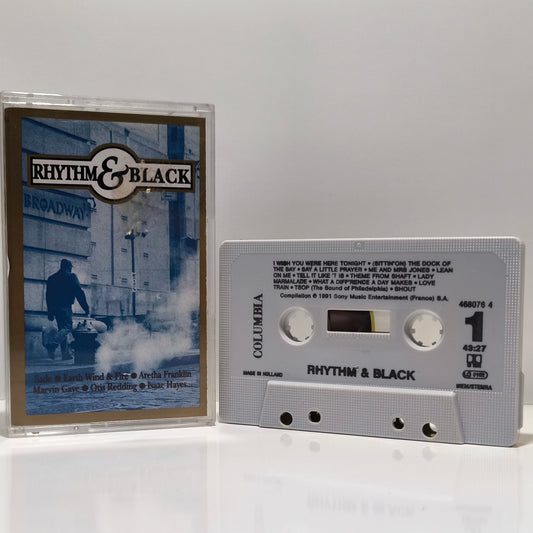 RHYTHM & BLACK
BROADWAY
Sade ● Earth Wind & Fire ● Aretha Franklin
Marvin Gaye ● Otis Redding ● Isaac Hayes...
I WISH YOU WERE HERE TONIGHT • (SITTIN'ON) THE DOCK OF
THE BAY • SAY A LITTLE PRAYER • ME AND MRS JONES • LEAN
ON ME • TELL IT LIKE IT IS • THEME FROM SHAFT • LADY
MARMALADE • WHAT A DIFFERENCE A DAY MAKES • LOVE
TRAIN • TSOP (The Sound of Philadelphia) • SHOUT
Compilation ℗ 1991 Sony Music Entertainment (France) S.A.
468076 4
1
43:27
COLUMBIA
MADE IN HOLLAND
RHYTHM & BLACK
BIEM/STEMRA